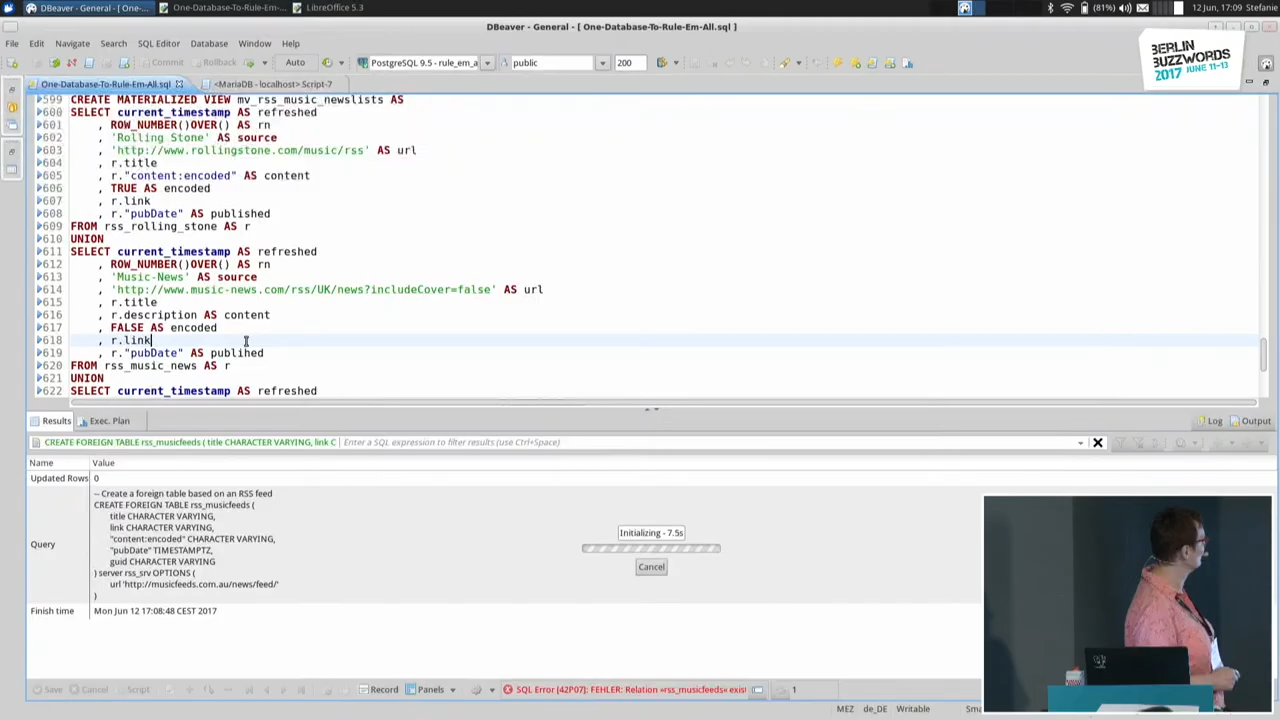 DBeaver - General - [ One-...
One-Database-To-Rule-Em-...
LibreOffice 5.3
(81%)
12 Jun, 17:09 Stefanie
DBeaver - General - [ One-Database-To-Rule-Em-All.sql ]
File Edit Navigate Search SQL Editor Database Window Help
Commit Rollback Auto PostgreSQL 9.5 - rule_em_a public 200
BERLIN
BUZZWORDS
2017 JUNE 11-13
One-Database-To-Rule-Em-All.sql <MariaDB - localhost> Script-7
599 CREATE MATERIALIZED VIEW mv_rss_music_newslists AS
600 SELECT current_timestamp AS refreshed
601 , ROW_NUMBER()OVER() AS rn
602 , 'Rolling Stone' AS source
603 , 'http://www.rollingstone.com/music/rss' AS url
604 , r.title
605 , r."content:encoded" AS content
606 , TRUE AS encoded
607 , r.link
608 , r."pubDate" AS published
609 FROM rss_rolling_stone AS r
610 UNION
611 SELECT current_timestamp AS refreshed
612 , ROW_NUMBER()OVER() AS rn
613 , 'Music-News' AS source
614 , 'http://www.music-news.com/rss/UK/news?includeCover=false' AS url
615 , r.title
616 , r.description AS content
617 , FALSE AS encoded
618 , r.link
619 , r."pubDate" AS publihed
620 FROM rss_music_news AS r
621 UNION
622 SELECT current_timestamp AS refreshed
Results Exec. Plan Log Output
CREATE FOREIGN TABLE rss_musicfeeds ( title CHARACTER VARYING, link C Enter a SQL expression to filter results (use Ctrl+Space)
Name Value
Updated Rows 0
Query
-- Create a foreign table based on an RSS feed
CREATE FOREIGN TABLE rss_musicfeeds (
title CHARACTER VARYING,
link CHARACTER VARYING,
"content:encoded" CHARACTER VARYING,
"pubDate" TIMESTAMPTZ,
guid CHARACTER VARYING
) server rss_srv OPTIONS (
url 'http://musicfeeds.com.au/news/feed/'
)
Initializing - 7.5s
Cancel
Finish time Mon Jun 12 17:08:48 CEST 2017
Save Cancel Script Record Panels SQL Error [42P07]: FEHLER: Relation »rss_musicfeeds« exist 1
MEZ de_DE Writable Sma